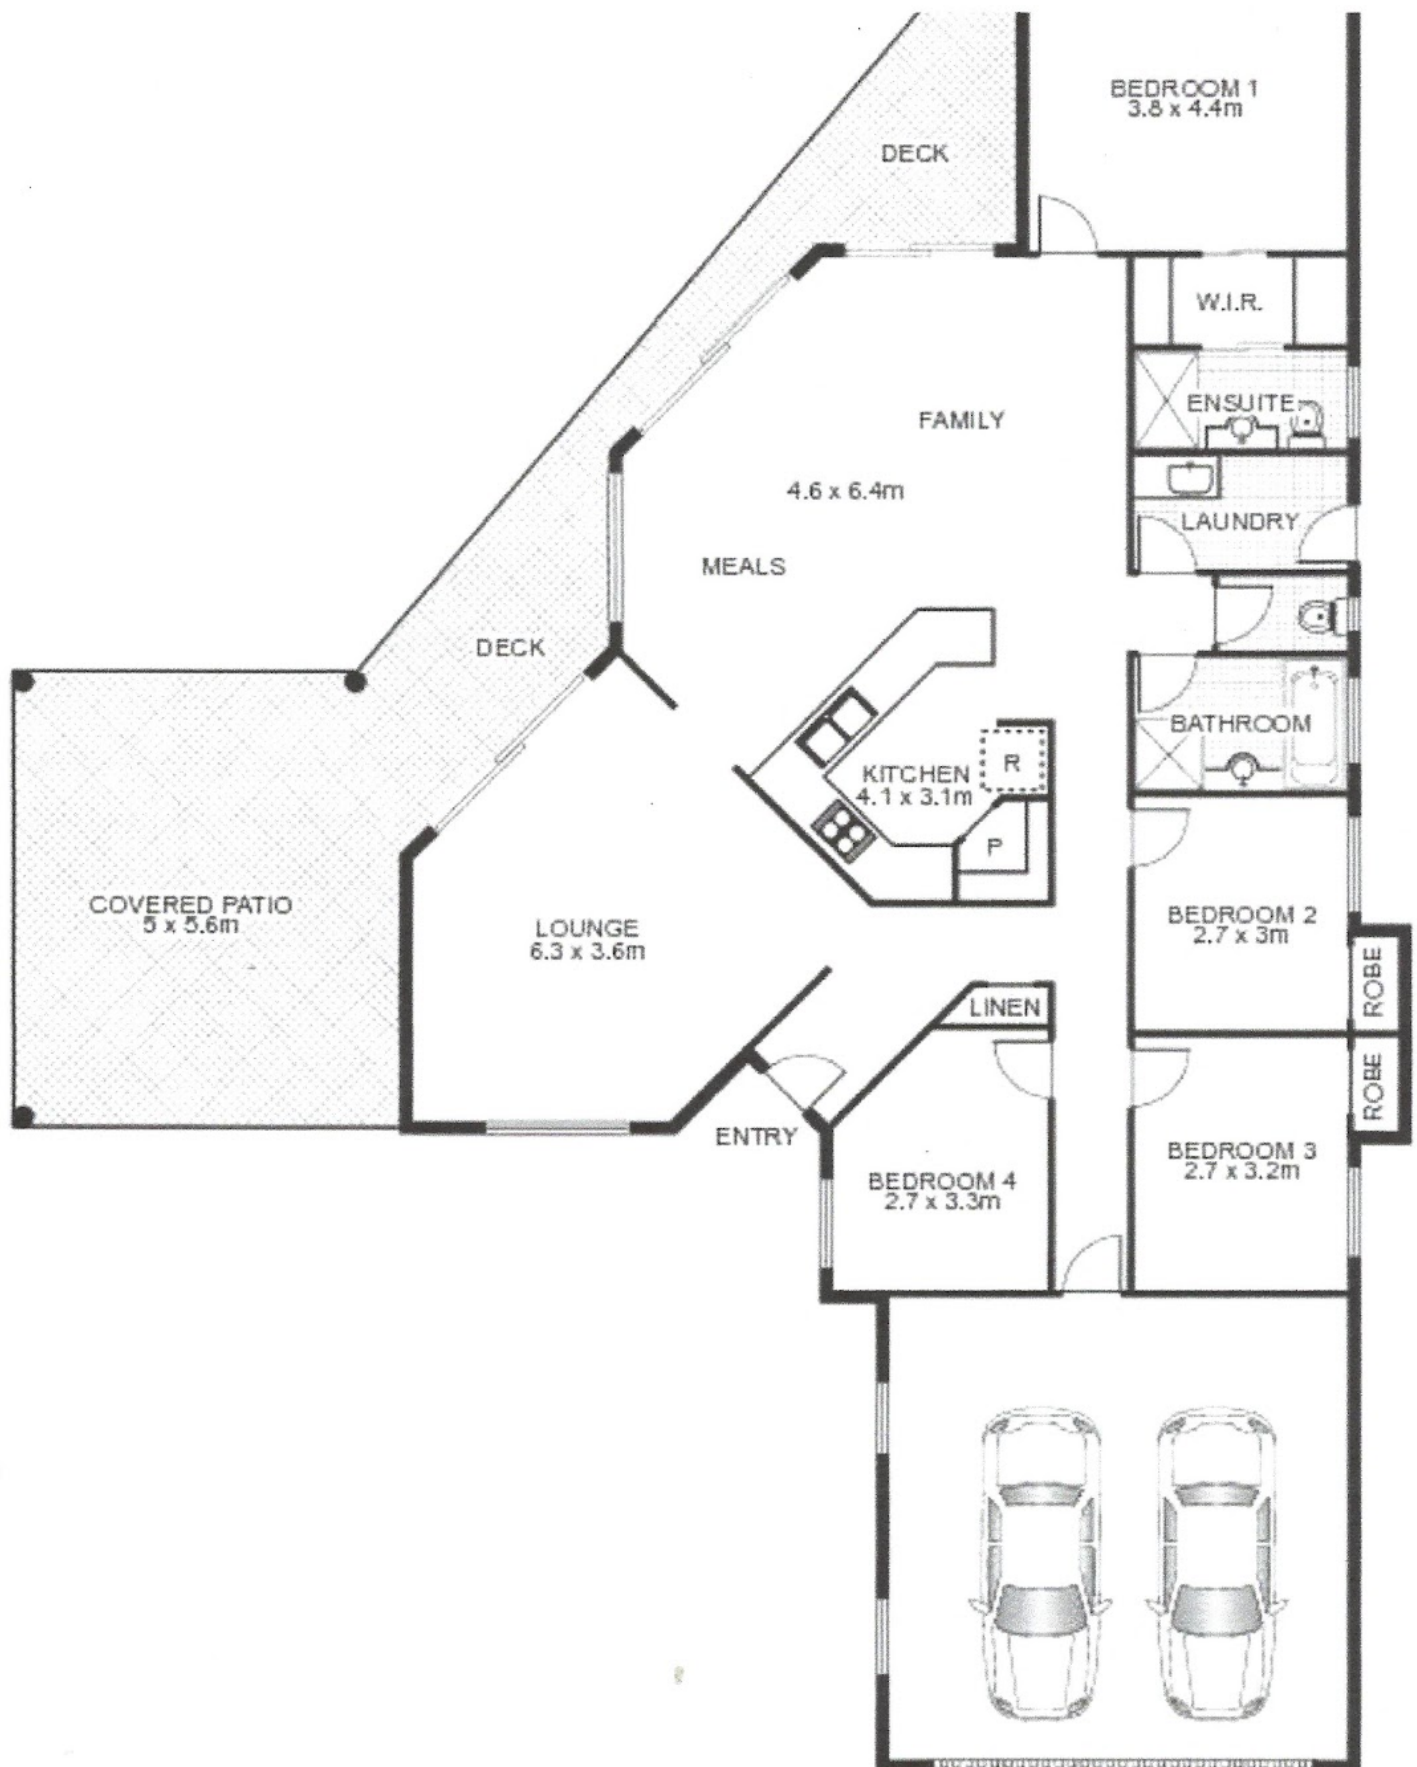 BEDROOM 1
3.8 x 4.4m
DECK
W.I.R.
ENSUITE
FAMILY
4.6 x 6.4m
LAUNDRY
MEALS
DECK
BATHROOM
R
KITCHEN
4.1 x 3.1m
P
COVERED PATIO
5 x 5.6m
LOUNGE
6.3 x 3.6m
BEDROOM 2
2.7 x 3m
ROBE
LINEN
ROBE
ENTRY
BEDROOM 3
2.7 x 3.2m
BEDROOM 4
2.7 x 3.3m